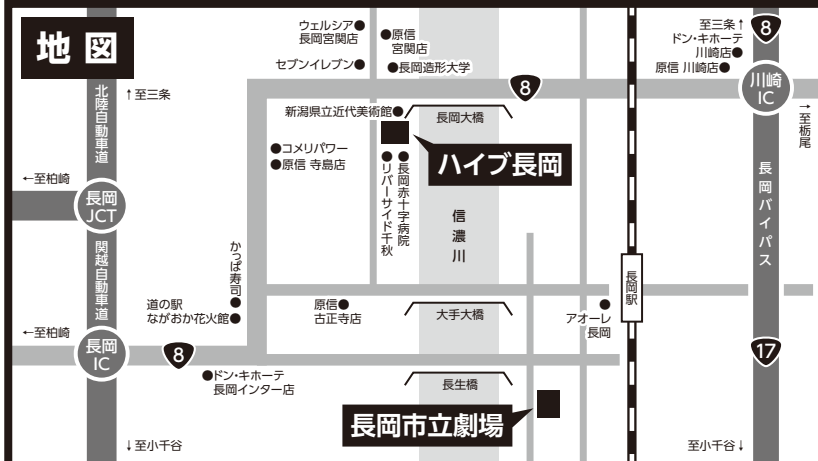 地図
ウェルシア
長岡宮関店
原信
宮関店
セブンイレブン
長岡造形大学
至三条↑
ドン・キホーテ
川崎店
原信 川崎店
8
8
川崎
IC
→至栃尾
北陸自動車道
↑至三条
新潟県立近代美術館
長岡大橋
コメリパワー
原信 寺島店
ハイブ長岡
長岡赤十字病院
リバーサイド千秋
信濃川
長岡バイパス
←至柏崎
長岡
JCT
関越自動車道
かっぱ寿司
道の駅
ながおか花火館
原信
古正寺店
大手大橋
アオーレ
長岡
長岡駅
←至柏崎
長岡
IC
8
17
ドン・キホーテ
長岡インター店
長生橋
長岡市立劇場
↓至小千谷
至小千谷↓